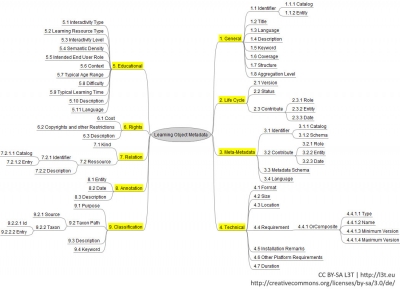 Learning Object Metadata
1. General
1.1 Identifier
1.1.1 Catalog
1.1.2 Entity
1.2 Title
1.3 Language
1.4 Description
1.5 Keyword
1.6 Coverage
1.7 Structure
1.8 Aggregation Level
2. Life Cycle
2.1 Version
2.2 Status
2.3 Contribute
2.3.1 Role
2.3.2 Entity
2.3.3 Date
3. Meta-Metadata
3.1 Identifier
3.1.1 Catalog
3.1.2 Schema
3.2 Contribute
3.2.1 Role
3.2.2 Entity
3.2.3 Date
3.3 Metadata Schema
3.4 Language
4. Technical
4.1 Format
4.2 Size
4.3 Location
4.4 Requirement
4.4.1 OrComposite
4.4.1.1 Type
4.4.1.2 Name
4.4.1.3 Minimum Version
4.4.1.4 Maximum Version
4.5 Installation Remarks
4.6 Other Platform Requirements
4.7 Duration
5. Educational
5.1 Interactivity Type
5.2 Learning Resource Type
5.3 Interactivity Level
5.4 Semantic Density
5.5 Intended End User Role
5.6 Context
5.7 Typical Age Range
5.8 Difficulty
5.8 Typical Learning Time
5.10 Description
5.11 Language
6. Rights
6.1 Cost
6.2 Copyrights and other Restrictions
6.3 Description
7. Relation
7.1 Kind
7.2 Ressource
7.2.1 Identifier
7.2.1.1 Catalog
7.2.1.2 Entry
7.2.2 Description
8. Annotation
8.1 Entity
8.2 Date
8.3 Description
9. Classification
9.1 Purpose
9.2 Taxon Path
9.2.1 Source
9.2.2 Taxon
9.2.2.1 Id
9.2.2.2 Entry
9.3 Description
9.4 Keyword
CC BY-SA L3T | http://l3t.eu
http://creativecommons.org/licenses/by-sa/3.0/de/